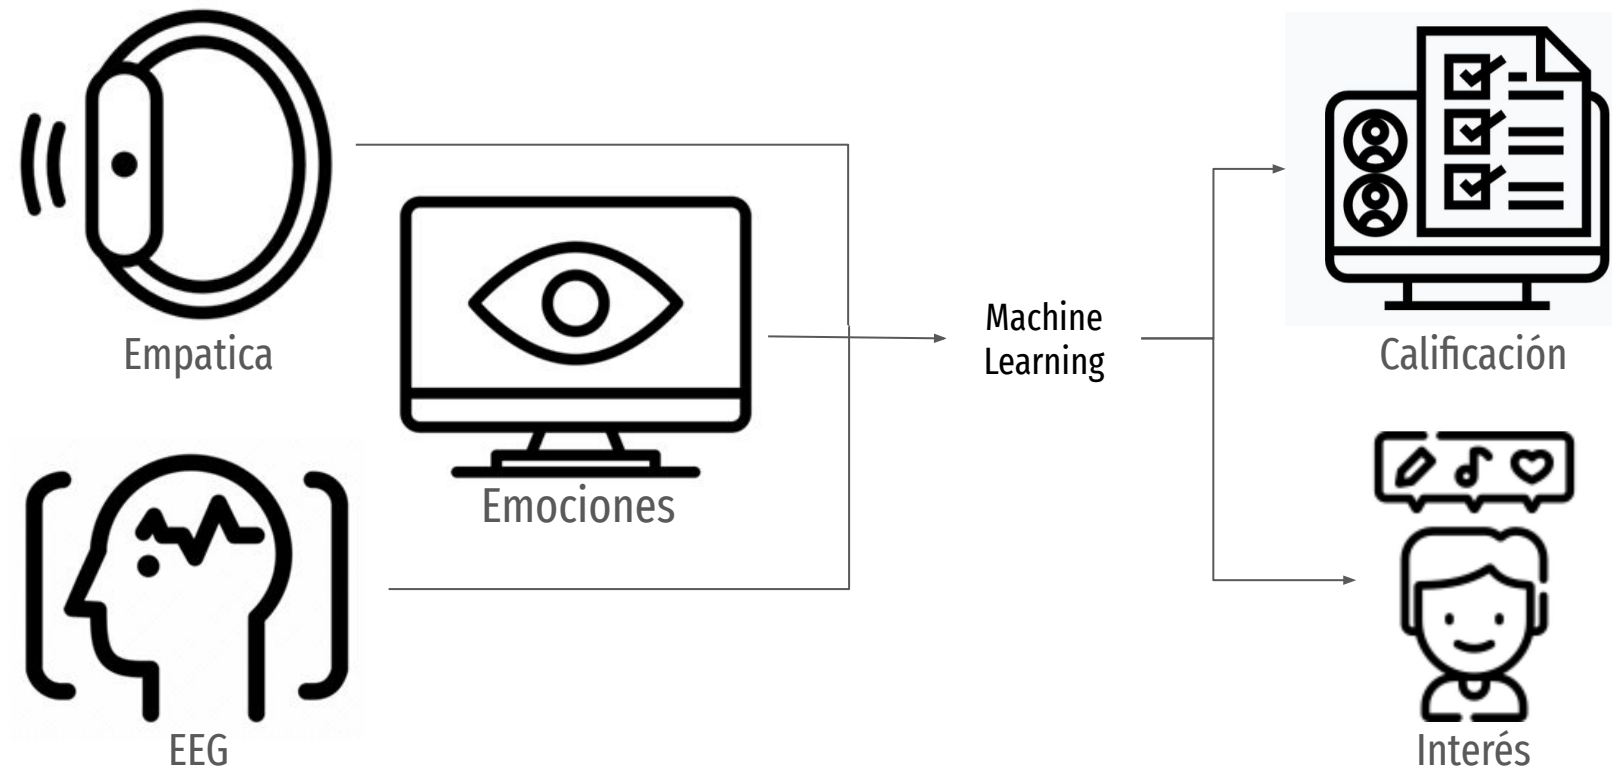 Empatica
Emociones
EEG
Machine
Learning
Calificación
Interés